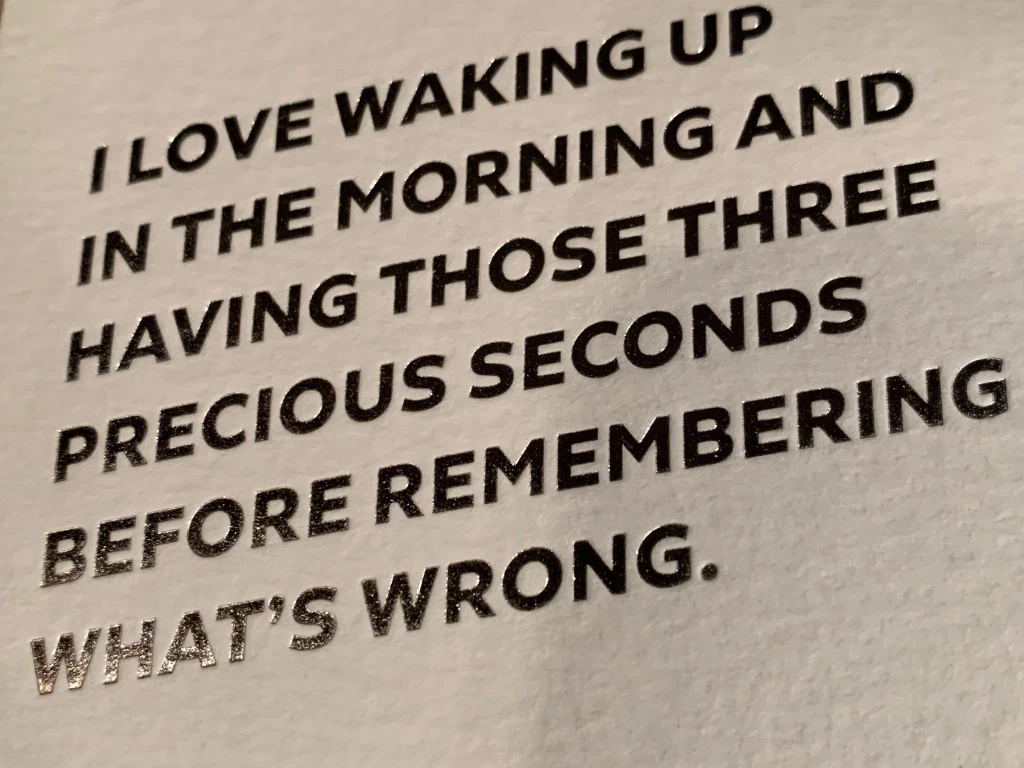 I LOVE WAKING UP
IN THE MORNING AND
HAVING THOSE THREE
PRECIOUS SECONDS
BEFORE REMEMBERING
WHAT'S WRONG.